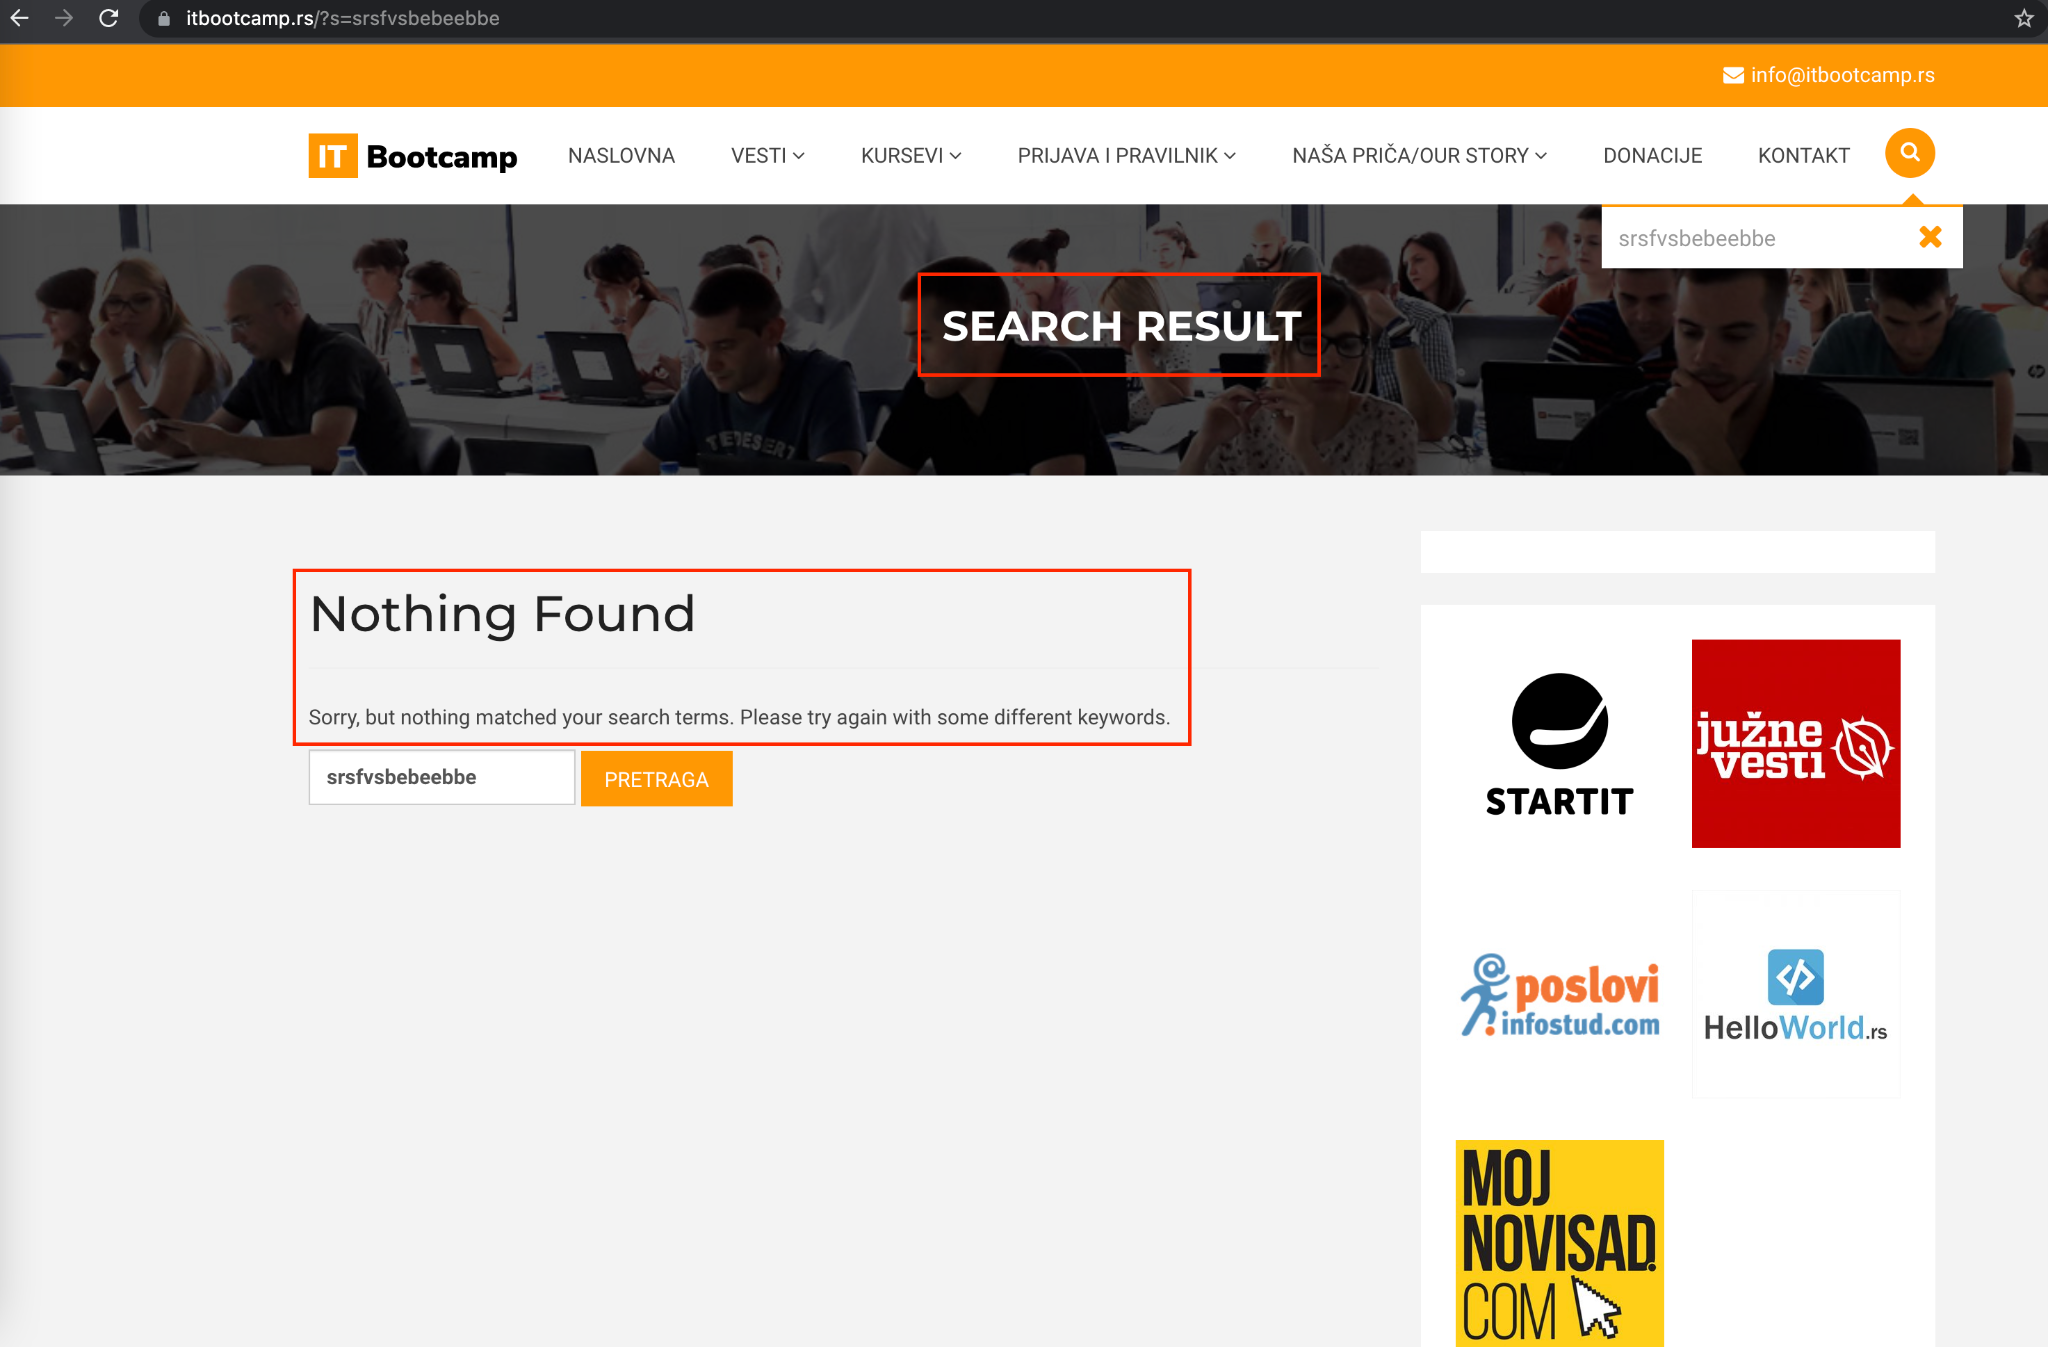 itbootcamp.rs/?s=srsfvsbebeebbe
info@itbootcamp.rs
IT Bootcamp
NASLOVNA VESTI KURSEVI PRIJAVA I PRAVILNIK NAŠA PRIČA/OUR STORY DONACIJE KONTAKT
srsfvsbebeebbe
SEARCH RESULT
TEDESERT
Nothing Found
Sorry, but nothing matched your search terms. Please try again with some different keywords.
srsfvsbebeebbe PRETRAGA
STARTIT
južne
vesti
poslovi
infostud.com
HelloWorld.rs
MOJ
NOVISAD.
COM